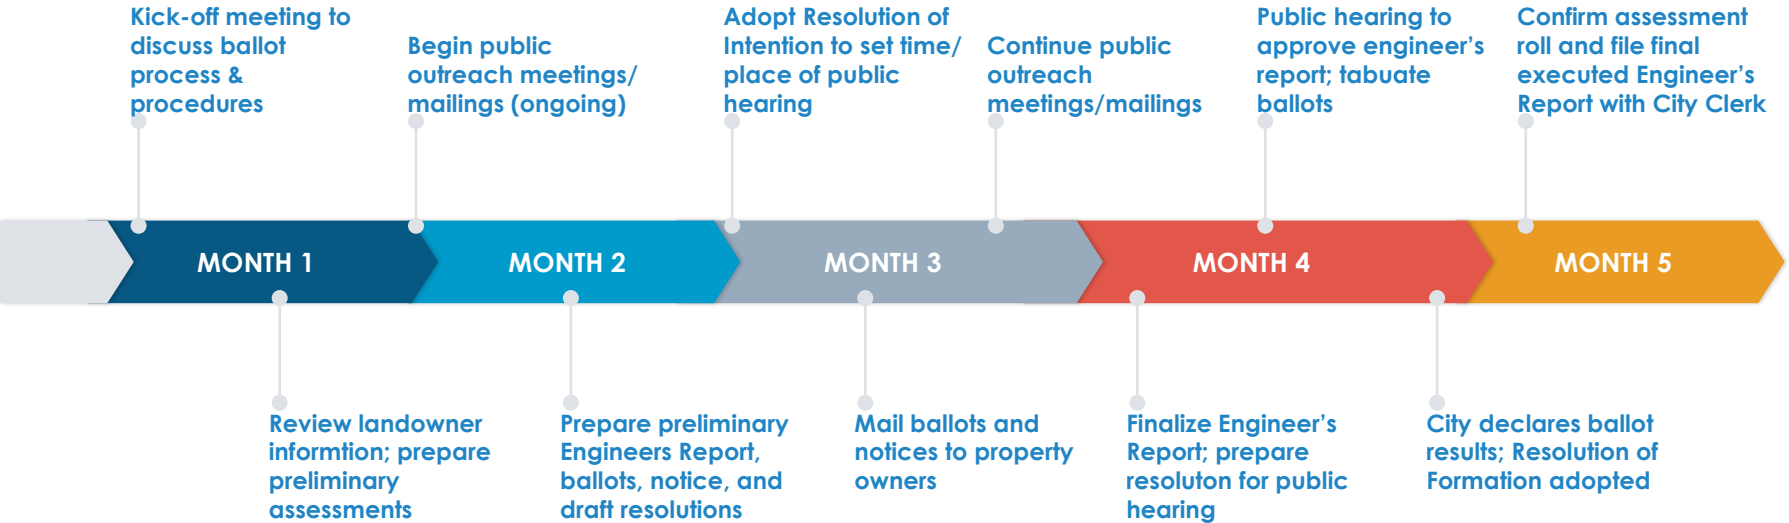 Kick-off meeting to
discuss ballot
process &
procedures
Begin public
outreach meetings/
mailings (ongoing)
Adopt Resolution of
Intention to set time/
place of public
hearing
Continue public
outreach
meetings/mailings
Public hearing to
approve engineer's
report; tabuate
ballots
Confirm assessment
roll and file final
executed Engineer's
Report with City Clerk
MONTH 1
MONTH 2
MONTH 3
MONTH 4
MONTH 5
Review landowner
informtion; prepare
preliminary
assessments
Prepare preliminary
Engineers Report,
ballots, notice, and
draft resolutions
Mail ballots and
notices to property
owners
Finalize Engineer's
Report; prepare
resoluton for public
hearing
City declares ballot
results; Resolution of
Formation adopted